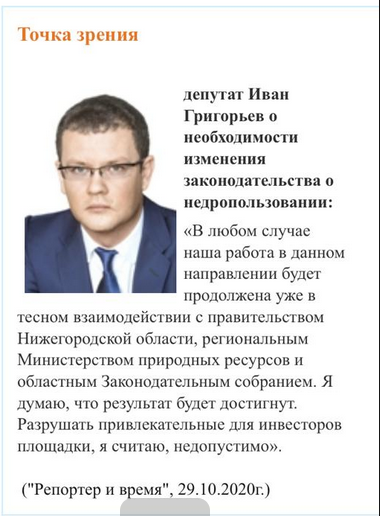 Точка зрения
депутат Иван
Григорьев о
необходимости
изменения
законодательства о
недропользовании:
«В любом случае
наша работа в данном
направлении будет
продолжена уже в
тесном взаимодействии с правительством
Нижегородской области, региональным
Министерством природных ресурсов и
областным Законодательным собранием. Я
думаю, что результат будет достигнут.
Разрушать привлекательные для инвесторов
площадки, я считаю, недопустимо».
("Репортер и время", 29.10.2020г.)